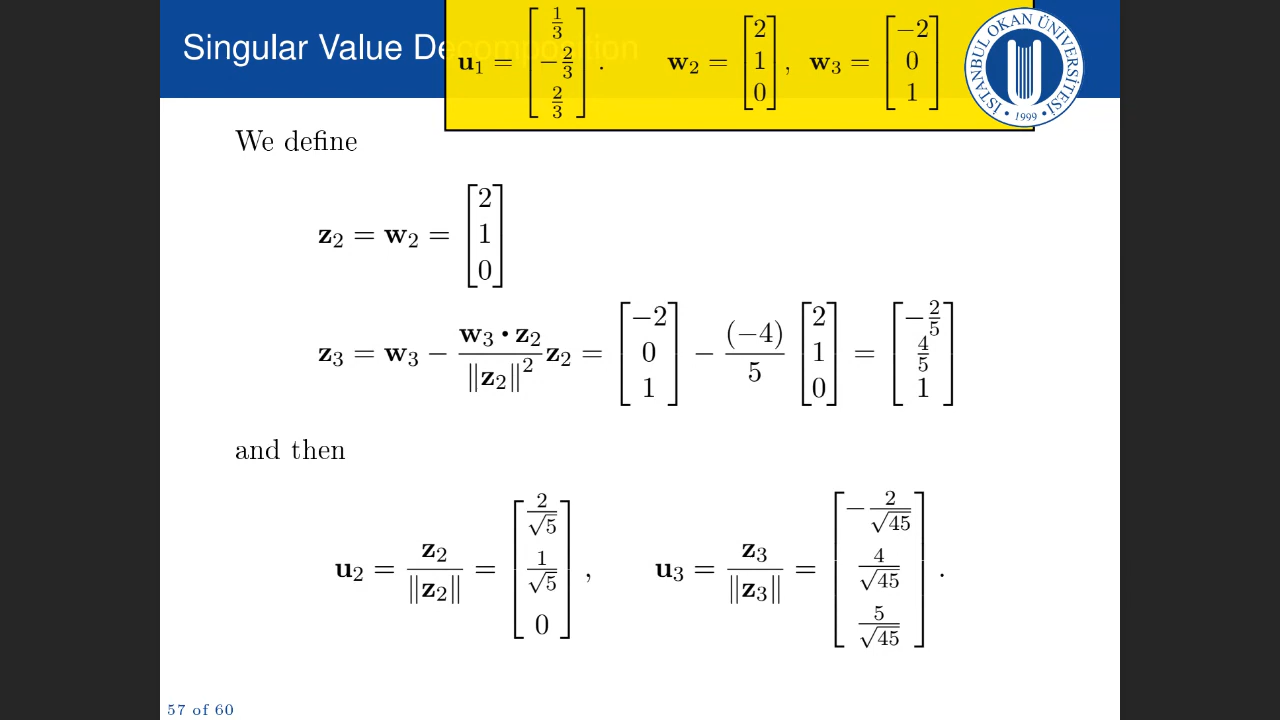 Singular Value Decomposition
u₁ = [1/3, −2/3, 2/3]. w₂ = [2, 1, 0], w₃ = [−2, 0, 1]
İSTANBUL OKAN ÜNİVERSİTESİ
• 1999 •
We define
z₂ = w₂ = [2, 1, 0]
z₃ = w₃ − (w₃ • z₂)/‖z₂‖² z₂ = [−2, 0, 1] − (−4)/5 [2, 1, 0] = [−2/5, 4/5, 1]
and then
u₂ = z₂/‖z₂‖ = [2/√5, 1/√5, 0], u₃ = z₃/‖z₃‖ = [−2/√45, 4/√45, 5/√45].
57 of 60